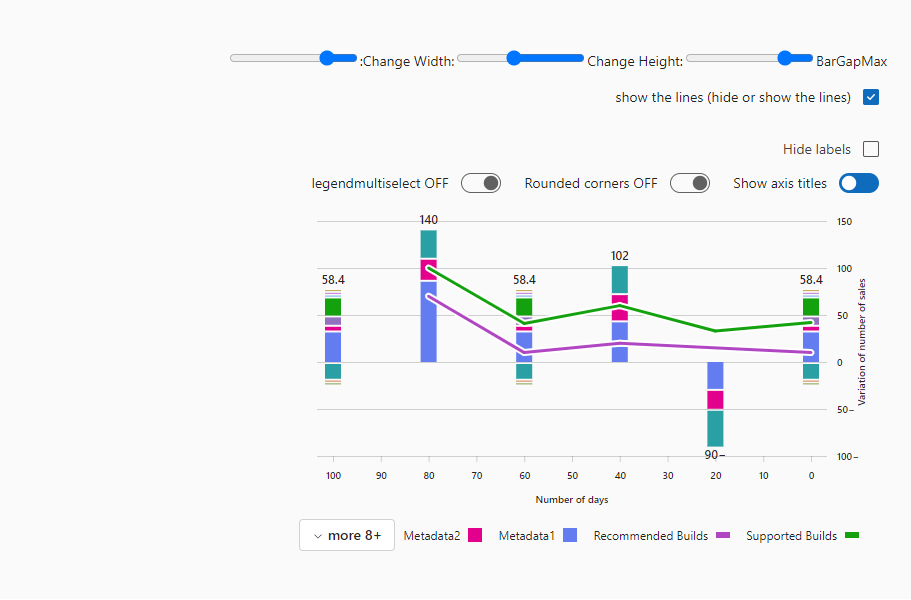 :Change Width: Change Height: BarGapMax
show the lines (hide or show the lines)
Hide labels
legendmultiselect OFF Rounded corners OFF Show axis titles
140
150
58.4 58.4 102 58.4
100
50
0
50–
90–
100–
Variation of number of sales
100 90 80 70 60 50 40 30 20 10 0
Number of days
more 8+ Metadata2 Metadata1 Recommended Builds Supported Builds